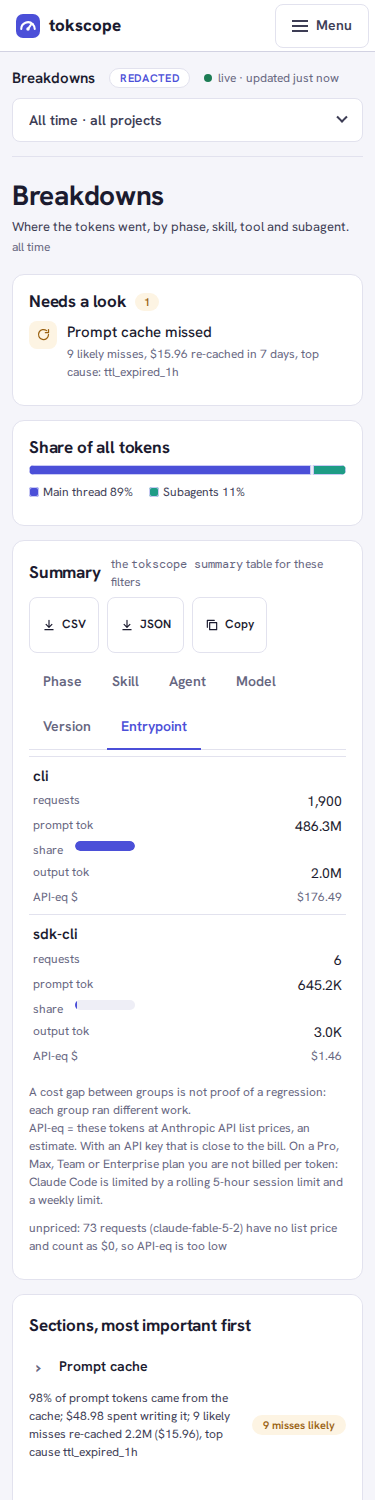 tokscope
Menu
Breakdowns REDACTED live · updated just now
All time · all projects
Breakdowns
Where the tokens went, by phase, skill, tool and subagent.
all time
Needs a look 1
Prompt cache missed
9 likely misses, $15.96 re-cached in 7 days, top
cause: ttl_expired_1h
Share of all tokens
Main thread 89% Subagents 11%
Summary the tokscope summary table for these
filters
CSV JSON Copy
Phase Skill Agent Model
Version Entrypoint
cli
requests 1,900
prompt tok 486.3M
share
output tok 2.0M
API-eq $ $176.49
sdk-cli
requests 6
prompt tok 645.2K
share
output tok 3.0K
API-eq $ $1.46
A cost gap between groups is not proof of a regression:
each group ran different work.
API-eq = these tokens at Anthropic API list prices, an
estimate. With an API key that is close to the bill. On a Pro,
Max, Team or Enterprise plan you are not billed per token:
Claude Code is limited by a rolling 5-hour session limit and
a weekly limit.
unpriced: 73 requests (claude-fable-5-2) have no list price
and count as $0, so API-eq is too low
Sections, most important first
Prompt cache
98% of prompt tokens came from the
cache; $48.98 spent writing it; 9 likely
misses re-cached 2.2M ($15.96), top
cause ttl_expired_1h
9 misses likely